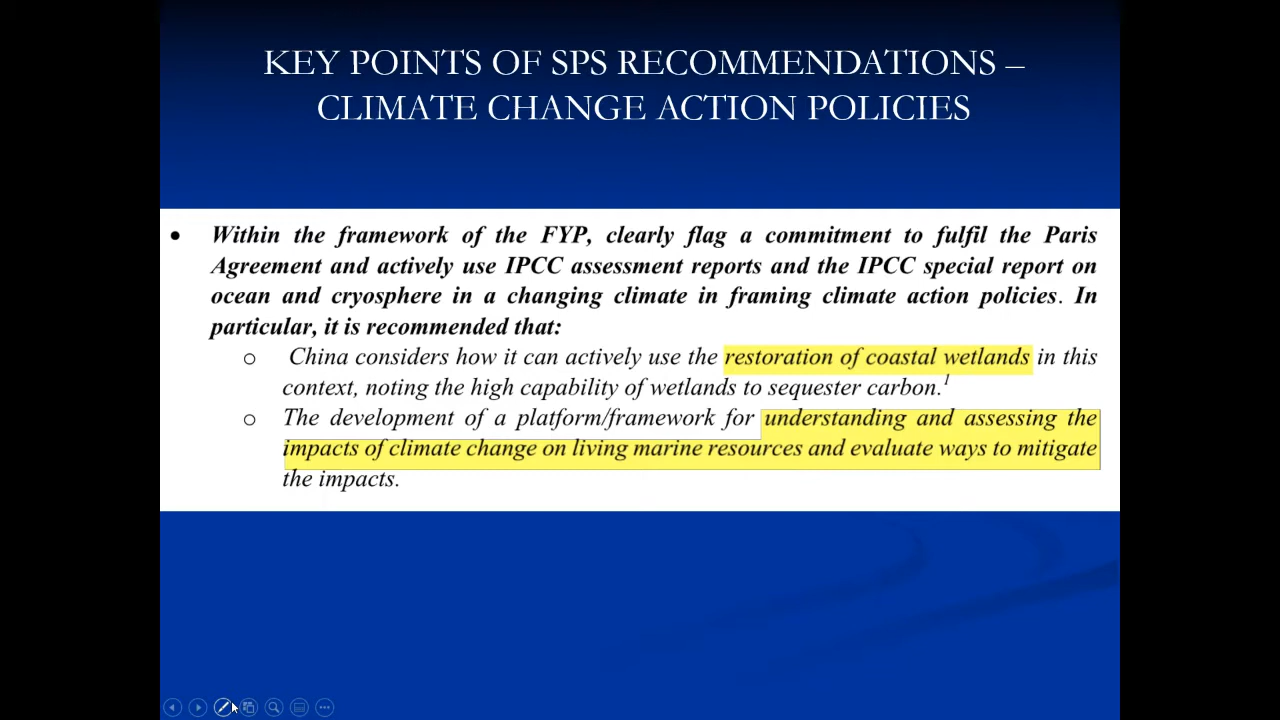 KEY POINTS OF SPS RECOMMENDATIONS –
CLIMATE CHANGE ACTION POLICIES
• Within the framework of the FYP, clearly flag a commitment to fulfil the Paris
Agreement and actively use IPCC assessment reports and the IPCC special report on
ocean and cryosphere in a changing climate in framing climate action policies. In
particular, it is recommended that:
o China considers how it can actively use the restoration of coastal wetlands in this
context, noting the high capability of wetlands to sequester carbon.1
o The development of a platform/framework for understanding and assessing the
impacts of climate change on living marine resources and evaluate ways to mitigate
the impacts.